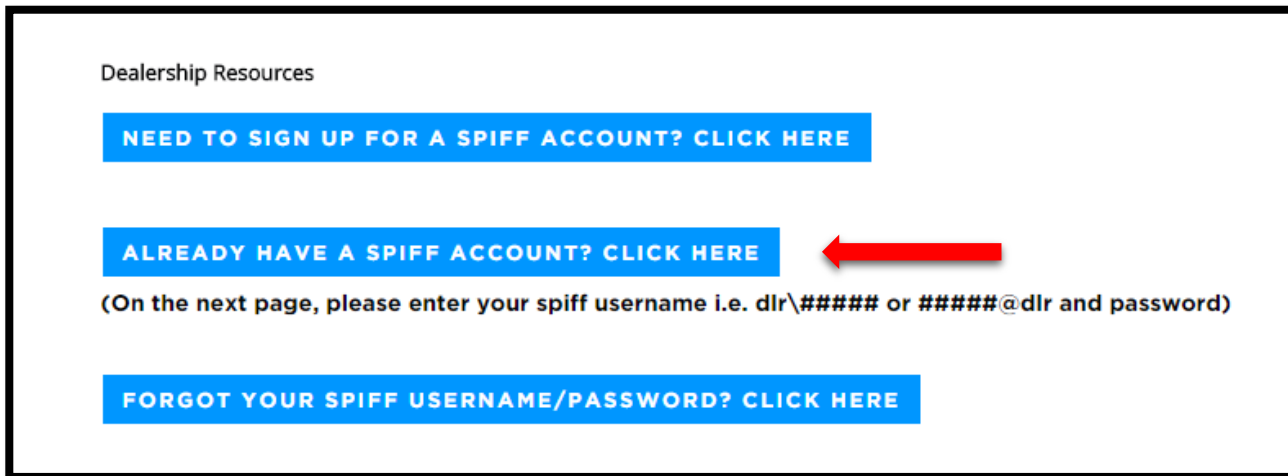 Dealership Resources
NEED TO SIGN UP FOR A SPIFF ACCOUNT? CLICK HERE
ALREADY HAVE A SPIFF ACCOUNT? CLICK HERE
(On the next page, please enter your spiff username i.e. dlr\##### or #####@dlr and password)
FORGOT YOUR SPIFF USERNAME/PASSWORD? CLICK HERE